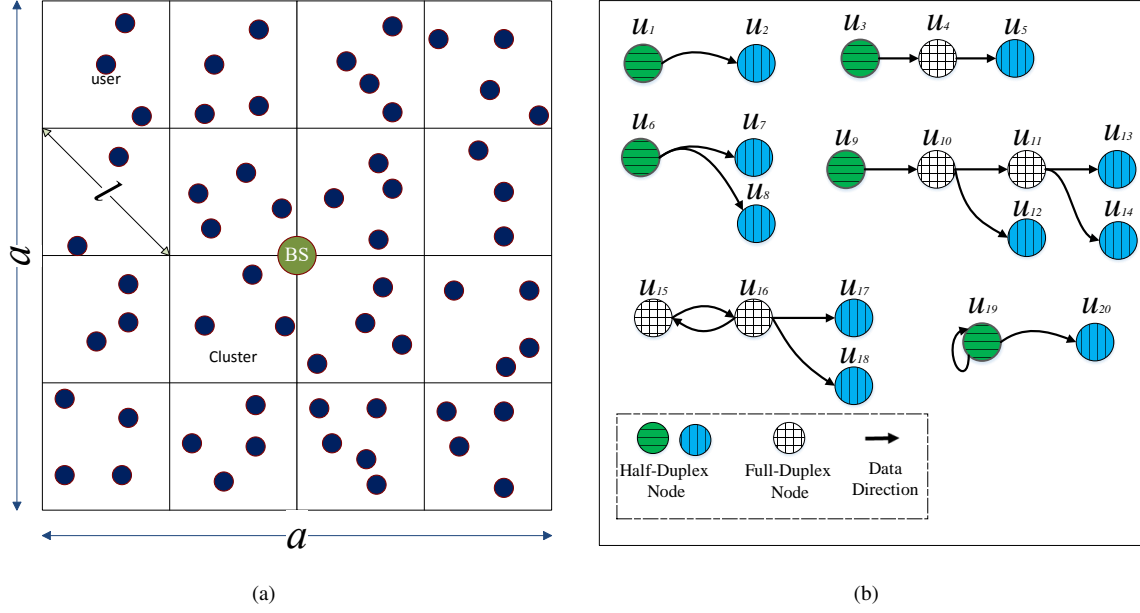 user
l
BS
Cluster
a
a
(a)
u1 u2 u3 u4 u5
u6 u7 u9 u10 u11 u13
u8 u12 u14
u15 u16 u17 u19 u20
u18
Half-Duplex
Node
Full-Duplex
Node
Data
Direction
(b)